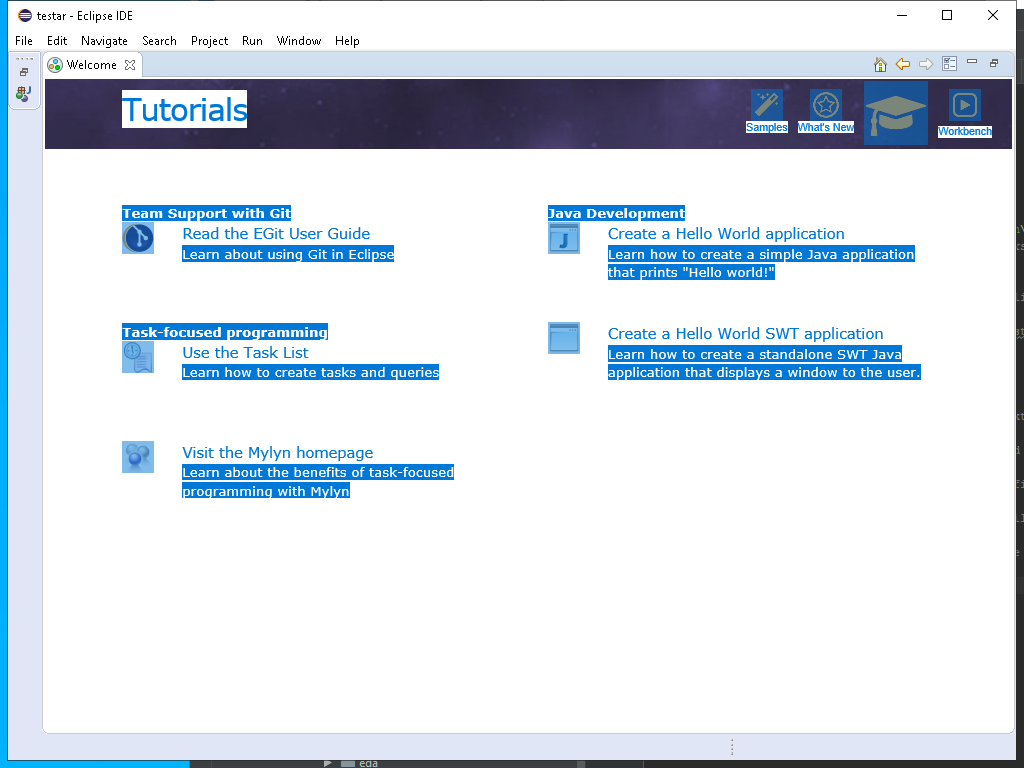 testar - Eclipse IDE
File Edit Navigate Search Project Run Window Help
Welcome
Tutorials
Samples
What's New
Workbench
Team Support with Git
Read the EGit User Guide
Learn about using Git in Eclipse
Task-focused programming
Use the Task List
Learn how to create tasks and queries
Visit the Mylyn homepage
Learn about the benefits of task-focused
programming with Mylyn
Java Development
Create a Hello World application
Learn how to create a simple Java application
that prints "Hello world!"
Create a Hello World SWT application
Learn how to create a standalone SWT Java
application that displays a window to the user.
eda